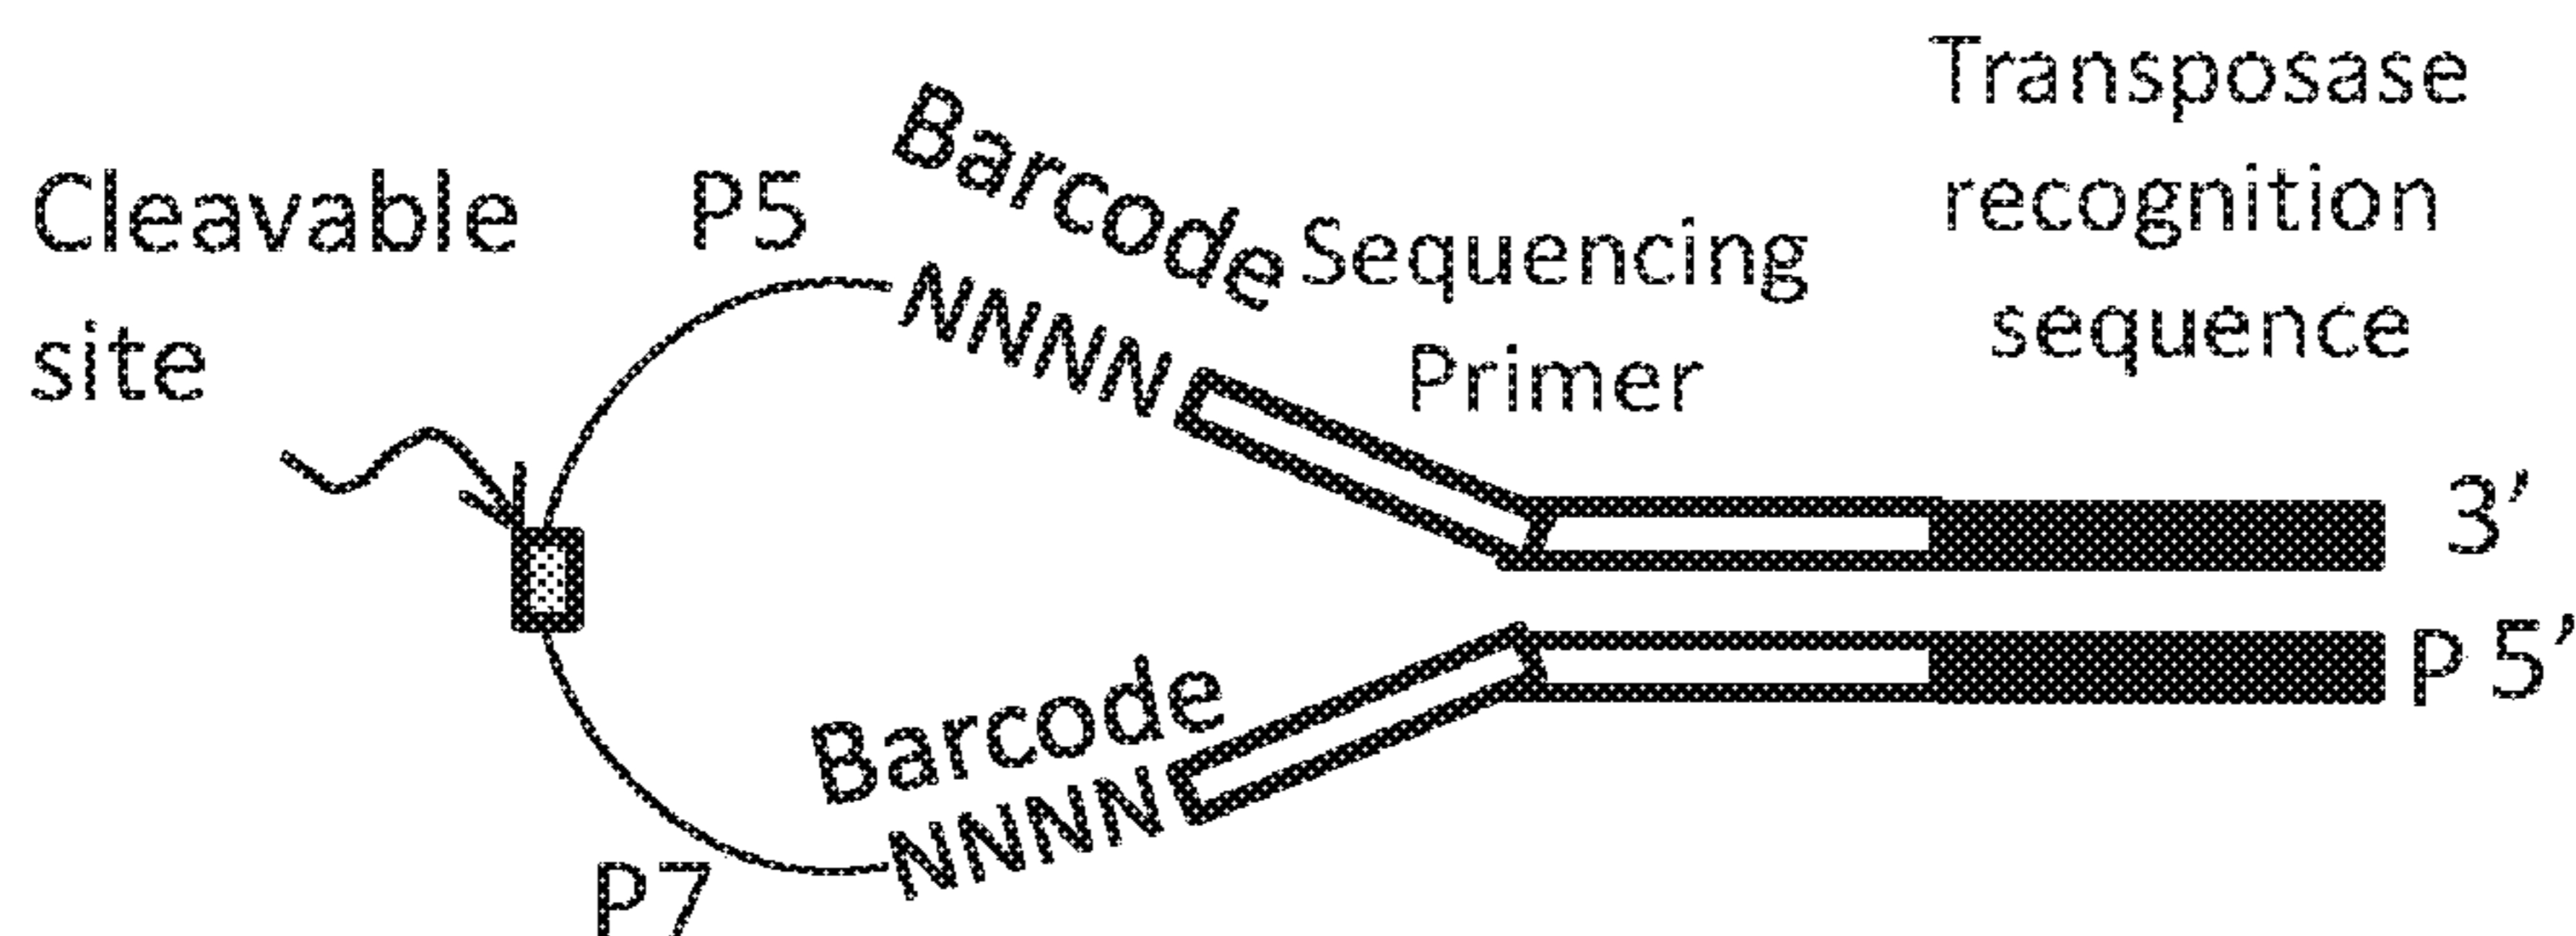 Cleavable
site
P5
Barcode
NNNN
Sequencing
Primer
Transposase
recognition
sequence
3’
P 5’
Barcode
NNNN
P7